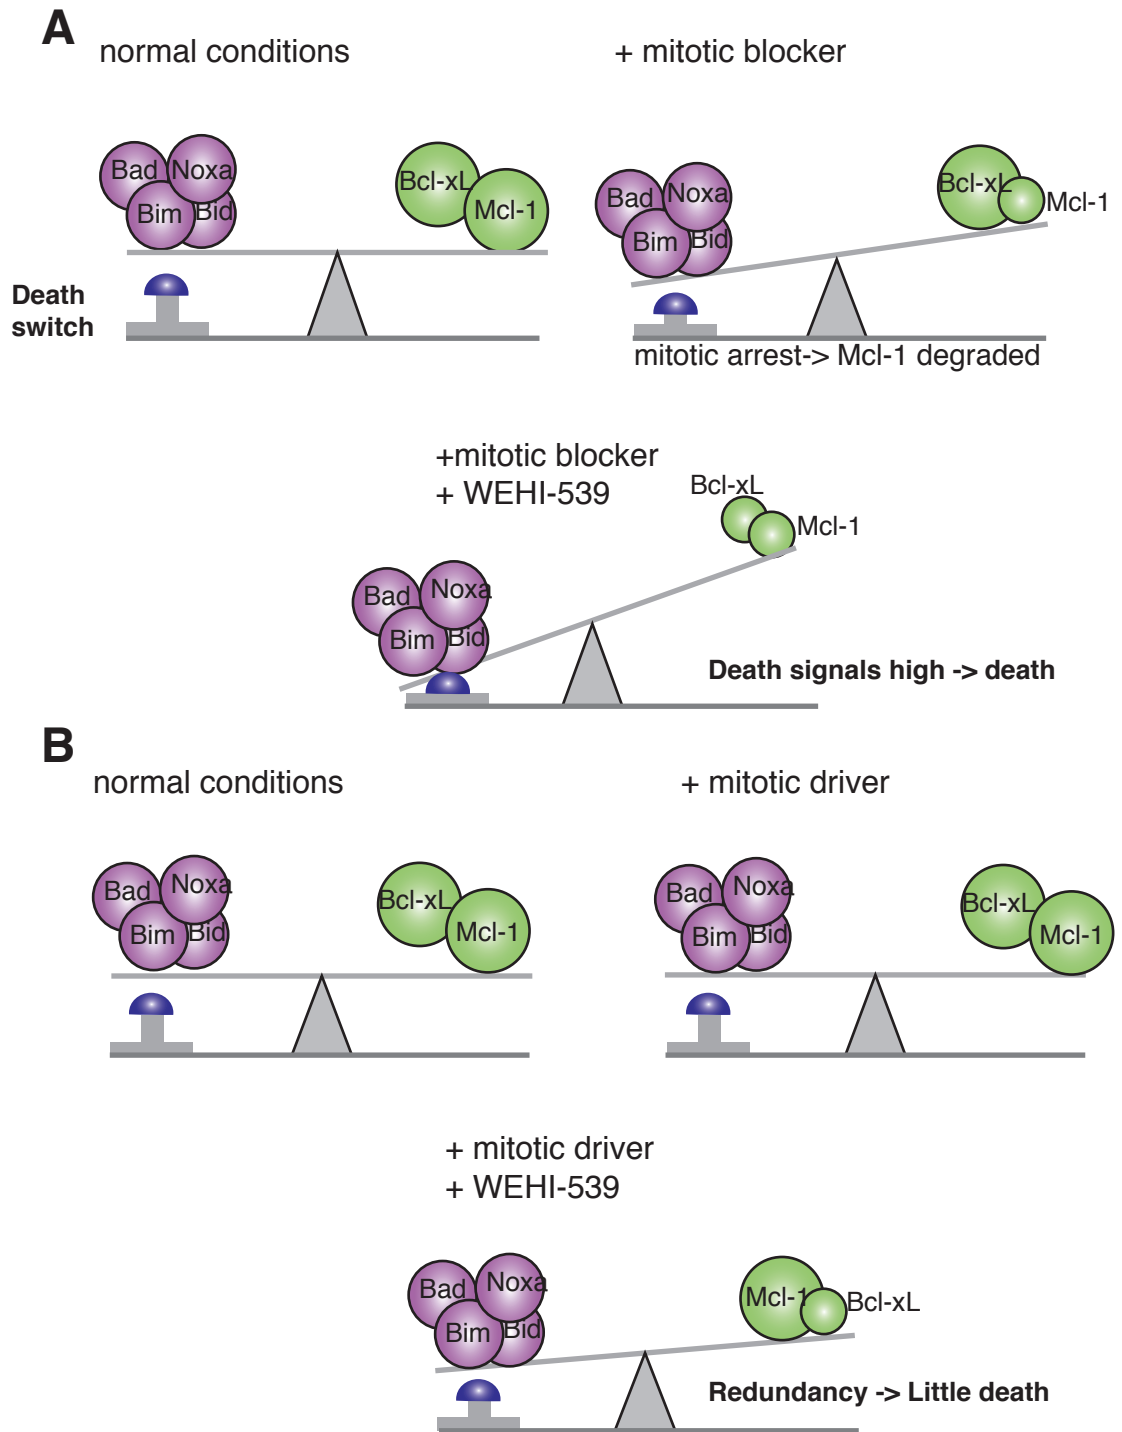 A
normal conditions
+ mitotic blocker
Bad
Noxa
Bim
Bid
Bcl-xL
Mcl-1
Bad
Noxa
Bim
Bid
Bcl-xL
Mcl-1
Death
switch
mitotic arrest-> Mcl-1 degraded
+mitotic blocker
+ WEHI-539
Bcl-xL
Mcl-1
Bad
Noxa
Bim
Bid
Death signals high -> death
B
normal conditions
+ mitotic driver
Bad
Noxa
Bim
Bid
Bcl-xL
Mcl-1
Bad
Noxa
Bim
Bid
Bcl-xL
Mcl-1
+ mitotic driver
+ WEHI-539
Bad
Noxa
Bim
Bid
Mcl-1
Bcl-xL
Redundancy -> Little death